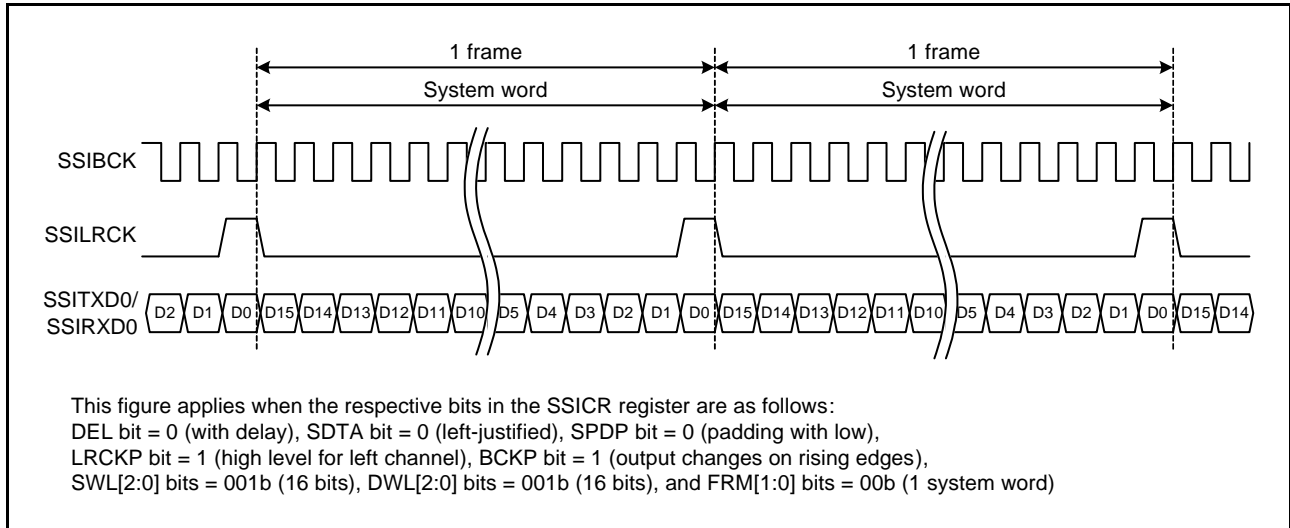 1 frame 1 frame
System word System word
SSIBCK
SSILRCK
SSITXD0/
SSIRXD0
D2 D1 D0 D15 D14 D13 D12 D11 D10 D5 D4 D3 D2 D1 D0 D15 D14 D13 D12 D11 D10 D5 D4 D3 D2 D1 D0 D15 D14
This figure applies when the respective bits in the SSICR register are as follows:
DEL bit = 0 (with delay), SDTA bit = 0 (left-justified), SPDP bit = 0 (padding with low),
LRCKP bit = 1 (high level for left channel), BCKP bit = 1 (output changes on rising edges),
SWL[2:0] bits = 001b (16 bits), DWL[2:0] bits = 001b (16 bits), and FRM[1:0] bits = 00b (1 system word)